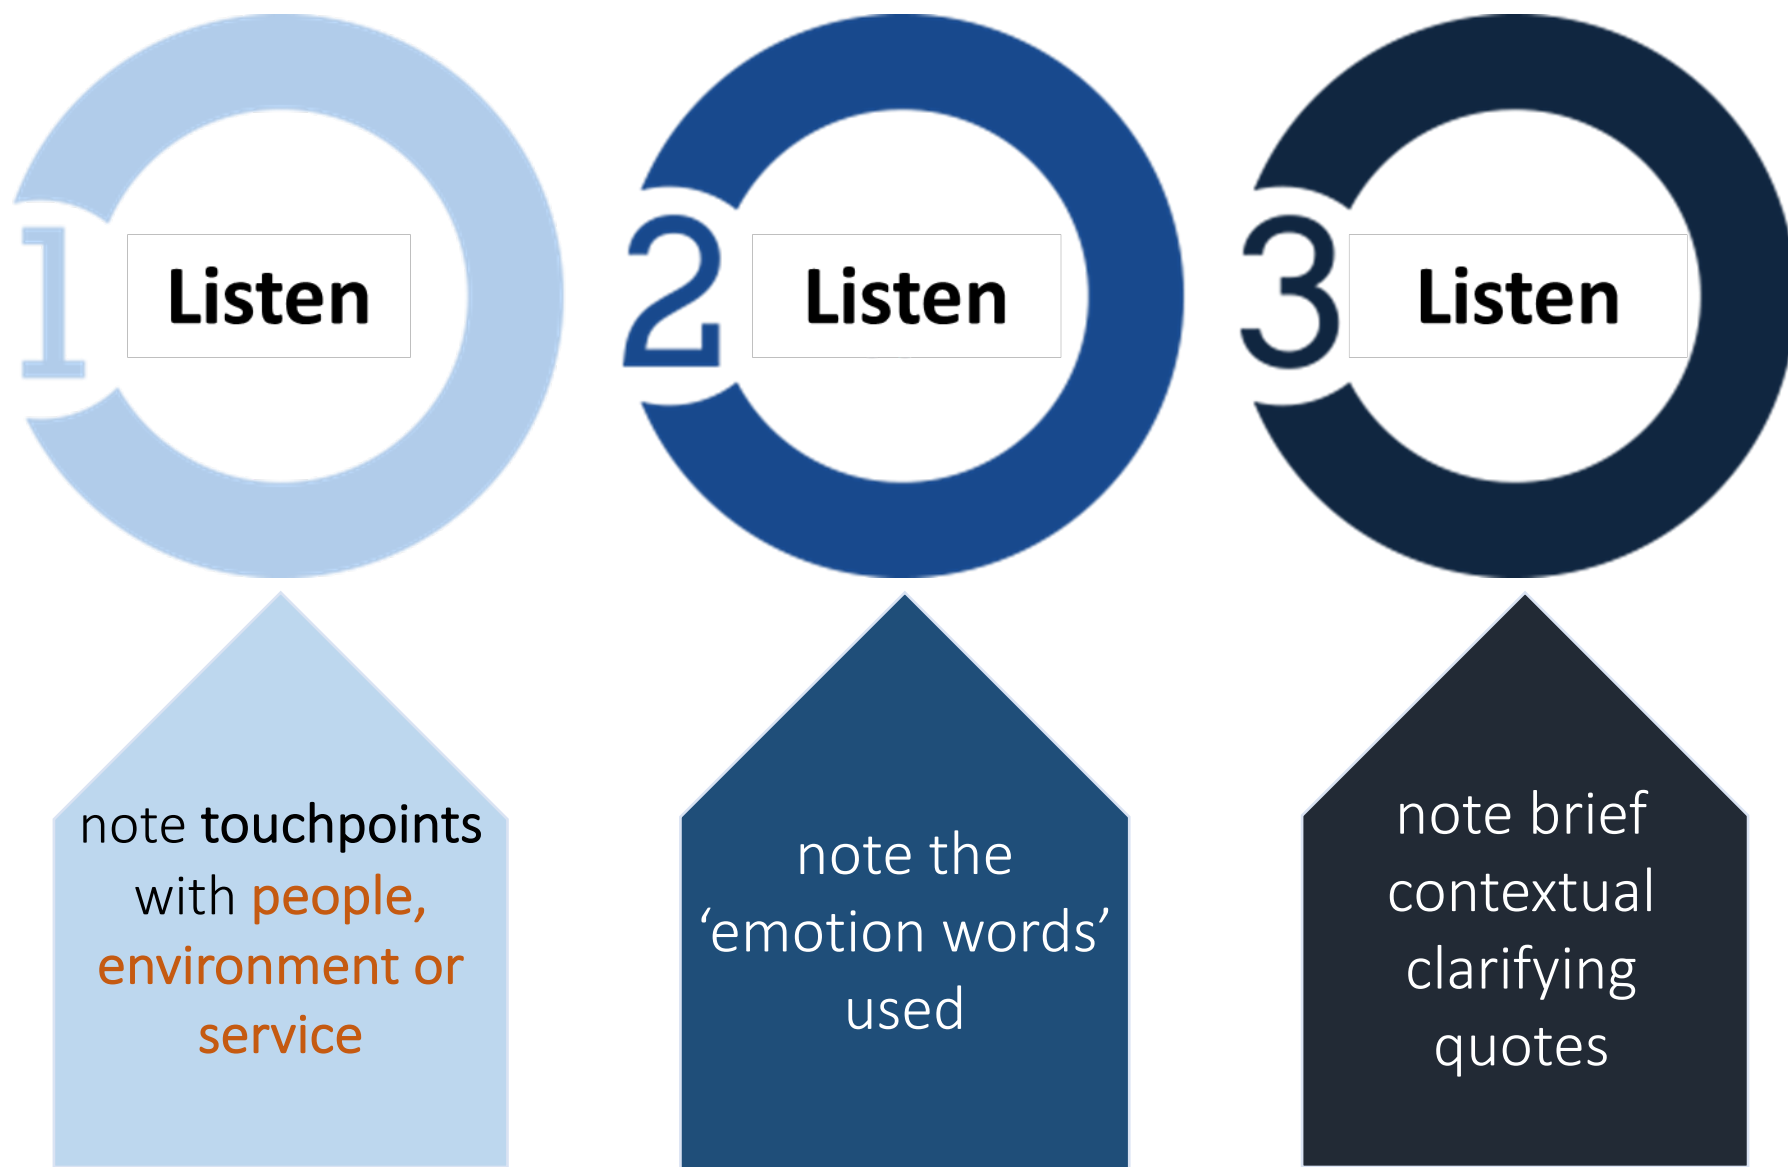 1
Listen
2
Listen
3
Listen
note touchpoints
with people,
environment or
service
note the
‘emotion words’
used
note brief
contextual
clarifying
quotes